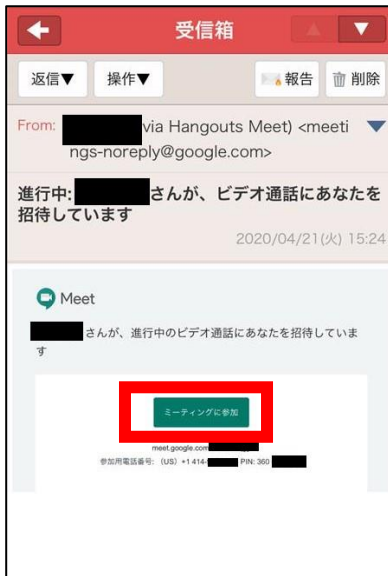 受信箱
返信▼ 操作▼ 報告 削除
From: via Hangouts Meet) <meeti
ngs-noreply@google.com>
進行中: さんが、ビデオ通話にあなたを
招待しています
2020/04/21(火) 15:24
Meet
さんが、進行中のビデオ通話にあなたを招待していま
す
ミーティングに参加
meet.google.com
参加用電話番号: (US) +1 414- PIN: 360